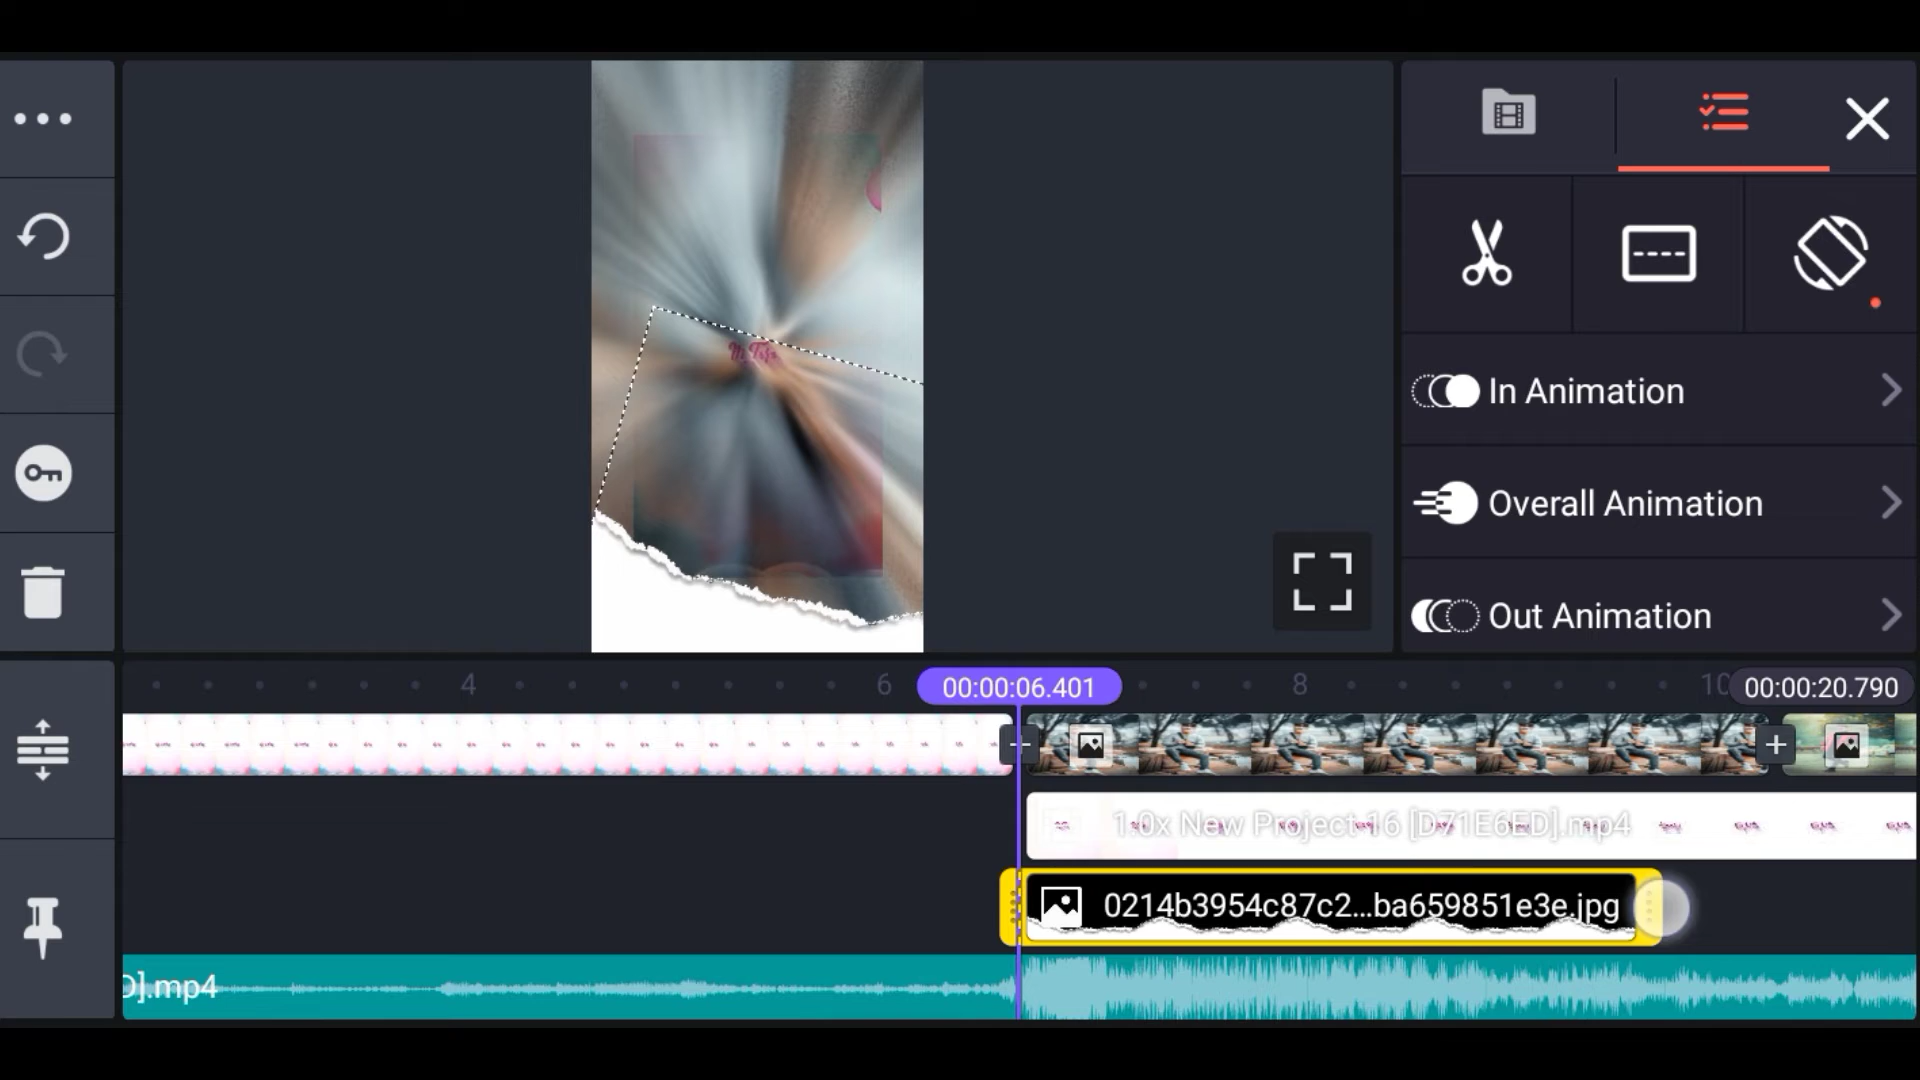 In Animation
Overall Animation
Out Animation
4
6
00:00:06.401
8
10
00:00:20.790
1.0x New Project 16 [D71E6ED].mp4
0214b3954c87c2...ba659851e3e.jpg
D].mp4